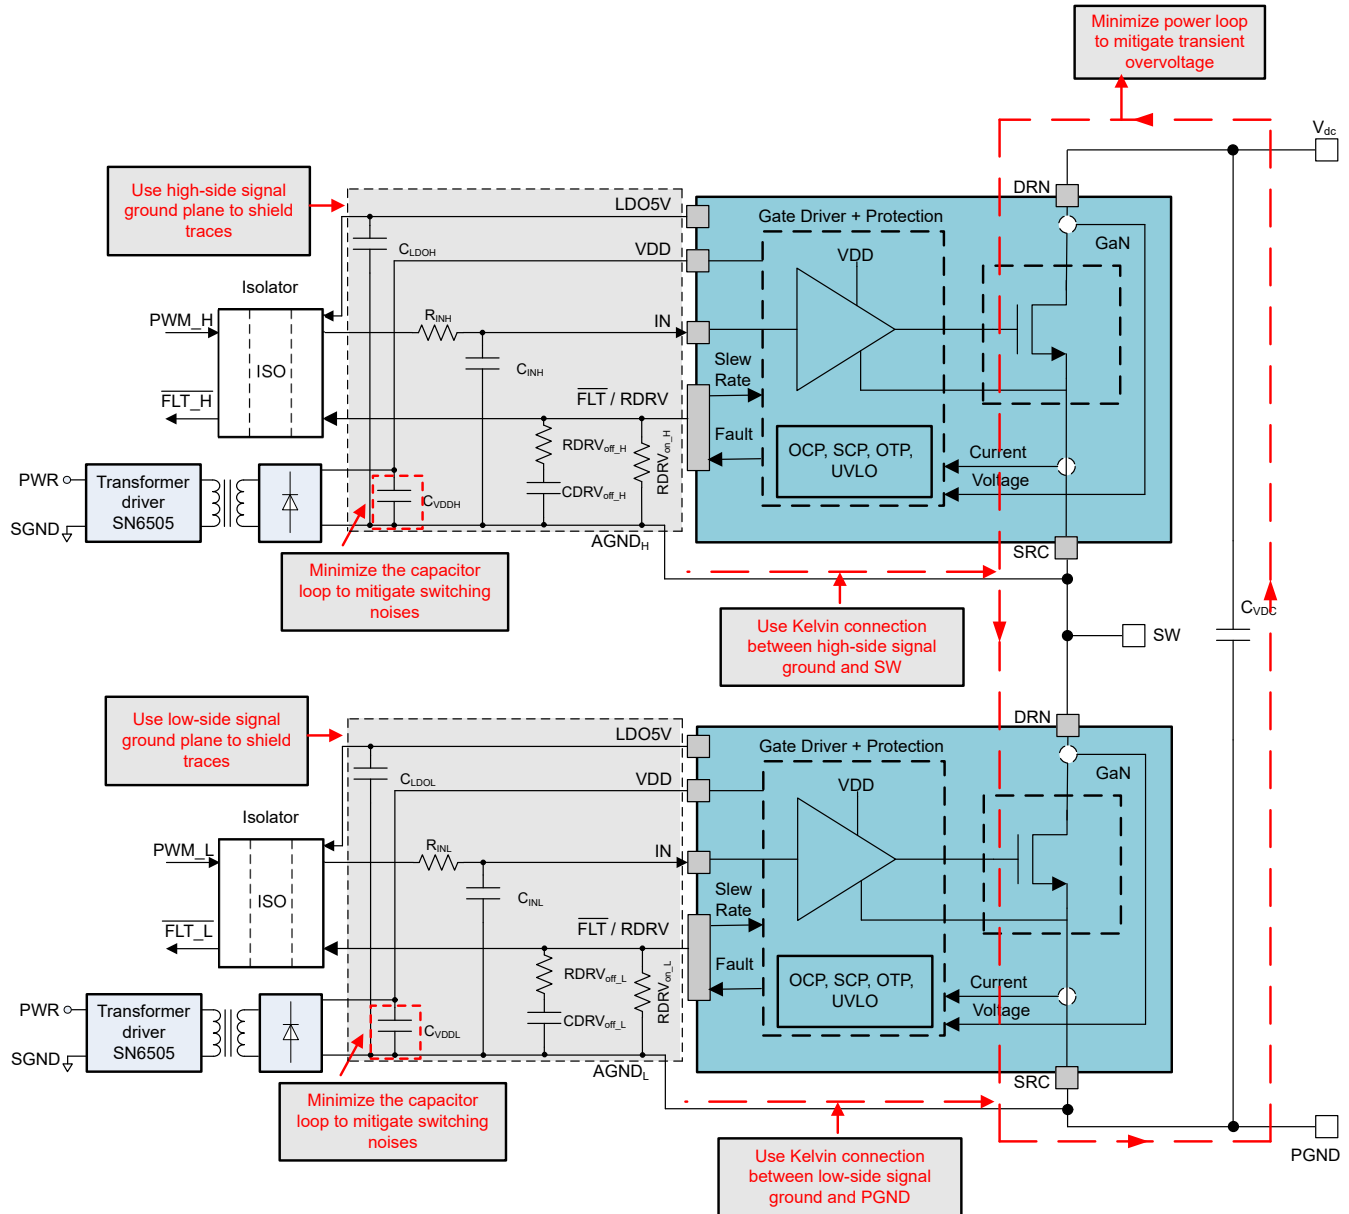 Minimize power loop
to mitigate transient
overvoltage
Vdc
Use high-side signal
ground plane to shield
traces
LDO5V
DRN
Gate Driver + Protection
GaN
CLDOH
VDD
VDD
Isolator
PWM_H
RINH
IN
ISO
CINH
Slew
Rate
FLT_H
FLT / RDRV
Fault
RDRVoff_H
RDRVon_H
OCP, SCP, OTP,
UVLO
Current
Voltage
PWR
Transformer
driver
SN6505
CVDDH
CDRVoff_H
SGND
AGNDH
SRC
Minimize the capacitor
loop to mitigate switching
noises
Use Kelvin connection
between high-side signal
ground and SW
CVDC
SW
Use low-side signal
ground plane to shield
traces
LDO5V
DRN
Gate Driver + Protection
GaN
CLDOL
VDD
VDD
Isolator
PWM_L
RINL
IN
ISO
CINL
Slew
Rate
FLT_L
FLT / RDRV
Fault
RDRVoff_L
RDRVon_L
OCP, SCP, OTP,
UVLO
Current
Voltage
PWR
Transformer
driver
SN6505
CVDDL
CDRVoff_L
SGND
AGNDL
SRC
Minimize the capacitor
loop to mitigate switching
noises
Use Kelvin connection
between low-side signal
ground and PGND
PGND